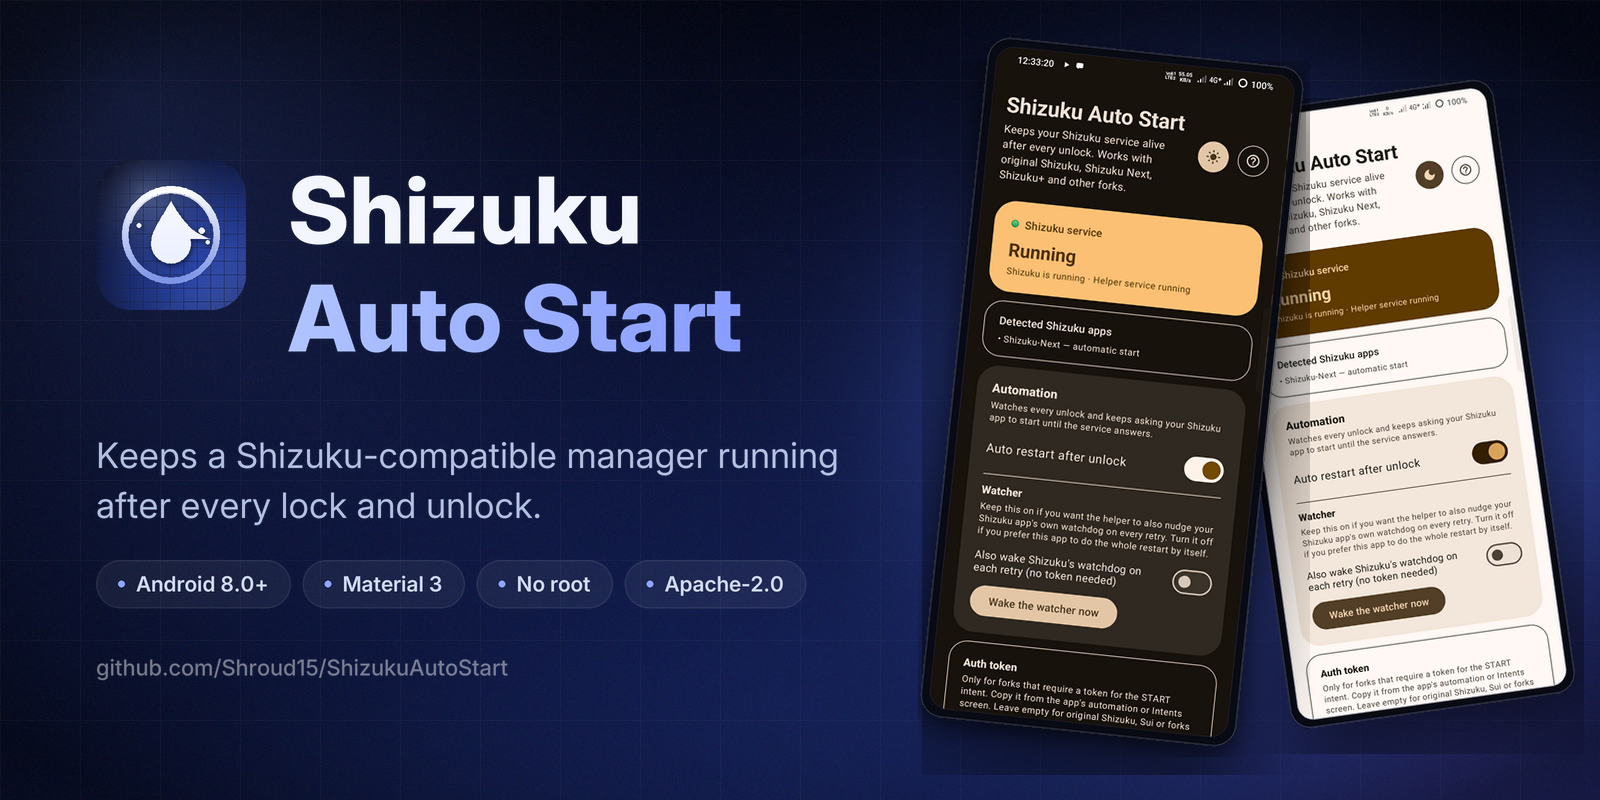 Shizuku
Auto Start
Keeps a Shizuku-compatible manager running
after every lock and unlock.
• Android 8.0+
• Material 3
• No root
• Apache-2.0
github.com/Shroud15/ShizukuAutoStart
12:33:20
4G+
100%
Shizuku Auto Start
Keeps your Shizuku service alive
after every unlock. Works with
original Shizuku, Shizuku Next,
Shizuku+ and other forks.
Shizuku service
Running
Shizuku is running · Helper service running
Detected Shizuku apps
• Shizuku-Next — automatic start
Automation
Watches every unlock and keeps asking your Shizuku
app to start until the service answers.
Auto restart after unlock
Watcher
Keep this on if you want the helper to also nudge your
Shizuku app's own watchdog on every retry. Turn it off
if you prefer this app to do the whole restart by itself.
Also wake Shizuku's watchdog on
each retry (no token needed)
Wake the watcher now
Auth token
Only for forks that require a token for the START
intent. Copy it from the app's automation or Intents
screen. Leave empty for original Shizuku, Sui or forks
4G+
100%
u Auto Start
Shizuku service alive
unlock. Works with
izuku, Shizuku Next,
and other forks.
Shizuku service
unning
hizuku is running · Helper service running
Detected Shizuku apps
• Shizuku-Next — automatic start
Automation
Watches every unlock and keeps asking your Shizuku
app to start until the service answers.
Auto restart after unlock
Watcher
Keep this on if you want the helper to also nudge your
Shizuku app's own watchdog on every retry. Turn it off
if you prefer this app to do the whole restart by itself.
Also wake Shizuku's watchdog on
each retry (no token needed)
Wake the watcher now
Auth token
Only for forks that require a token for the START
intent. Copy it from the app's automation or Intents
screen. Leave empty for original Shizuku, Sui or forks